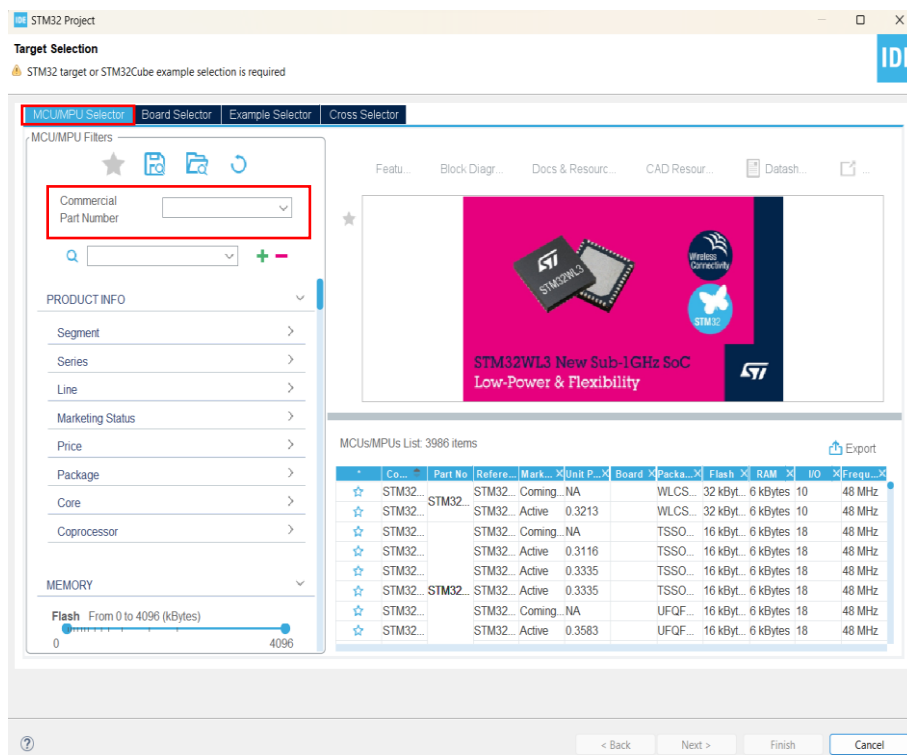 IDE STM32 Project
Target Selection
STM32 target or STM32Cube example selection is required
IDE
MCU/MPU Selector Board Selector Example Selector Cross Selector
MCU/MPU Filters
Featu... Block Diagr... Docs & Resourc... CAD Resour... Datash... ...
Commercial
Part Number
PRODUCT INFO
Segment
Series
Line
Marketing Status
Price
Package
Core
Coprocessor
MEMORY
Flash From 0 to 4096 (kBytes)
0 4096
ST
STM32WL3
Wireless
Connectivity
STM32
STM32WL3 New Sub-1GHz SoC
Low-Power & Flexibility
ST
MCUs/MPUs List: 3986 items
Export
* Co... Part No Refere... Mark... Unit P... Board Packa... Flash RAM I/O Frequ...
STM32... STM32... STM32... Coming... NA WLCS... 32 kByt... 6 kBytes 10 48 MHz
STM32... STM32... Active 0.3213 WLCS... 32 kByt... 6 kBytes 10 48 MHz
STM32... STM32... Coming... NA TSSO... 16 kByt... 6 kBytes 18 48 MHz
STM32... STM32... Active 0.3116 TSSO... 16 kByt... 6 kBytes 18 48 MHz
STM32... STM32... Active 0.3335 TSSO... 16 kByt... 6 kBytes 18 48 MHz
STM32... STM32... STM32... Active 0.3335 TSSO... 16 kByt... 6 kBytes 18 48 MHz
STM32... STM32... Coming... NA UFQF... 16 kByt... 6 kBytes 18 48 MHz
STM32... STM32... Active 0.3583 UFQF... 16 kByt... 6 kBytes 18 48 MHz
? < Back Next > Finish Cancel